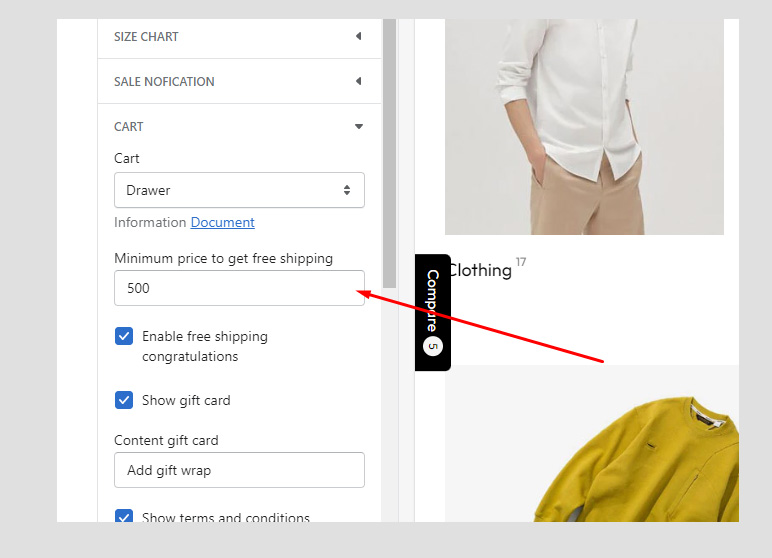 SIZE CHART
SALE NOFICATION
CART
Cart
Drawer
Information Document
Minimum price to get free shipping
500
Enable free shipping
congratulations
Show gift card
Content gift card
Add gift wrap
Show terms and conditions
Clothing 17
Compare 5